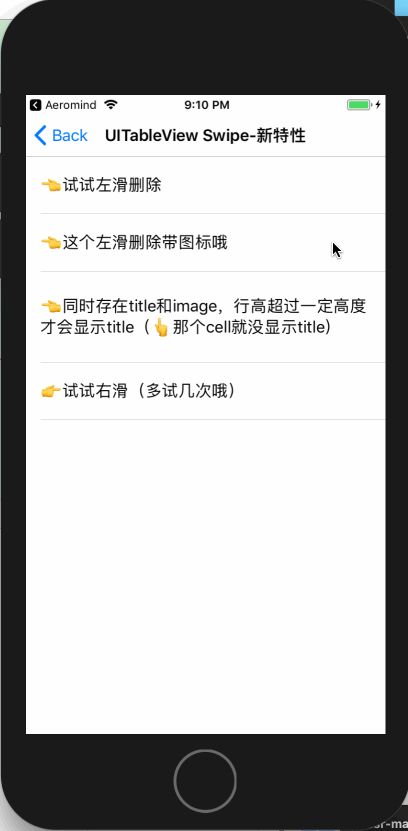 Aeromind 9:10 PM
Back UITableView Swipe-新特性
👈试试左滑删除
👈这个左滑删除带图标哦
👈同时存在title和image，行高超过一定高度
才会显示title（👆那个cell就没显示title）
👉试试右滑（多试几次哦）